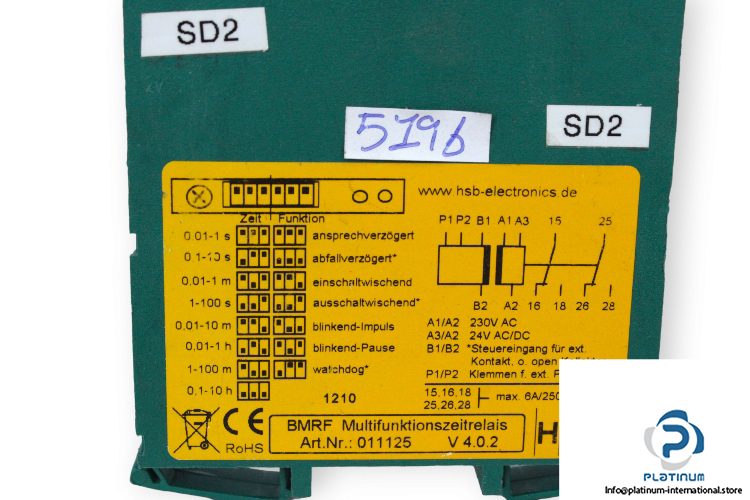 SD2
5196
SD2
www.hsb-electronics.de
Zeit Funktion
0,01-1 s ansprechverzögert
0,1-10 s abfallverzögert*
0,01-1 m einschaltwischend
1-100 s ausschaltwischend*
0,01-10 m blinkend-Impuls
0,01-1 h blinkend-Pause
1-100 m watchdog*
0,1-10 h
1210
P1 P2 B1 A1 A3 15 25
B2 A2 16 18 26 28
A1/A2 230V AC
A3/A2 24V AC/DC
B1/B2 *Steuereingang für ext.
Kontakt, o. open
P1/P2 Klemmen f. ext.
15,16,18
25,26,28
max. 6A/250
CE
RoHS
BMRF Multifunktionszeitrelais
Art.Nr.: 011125 V 4.0.2
H
PLATINUM
INTERNATIONAL
Info@platinum-international.store